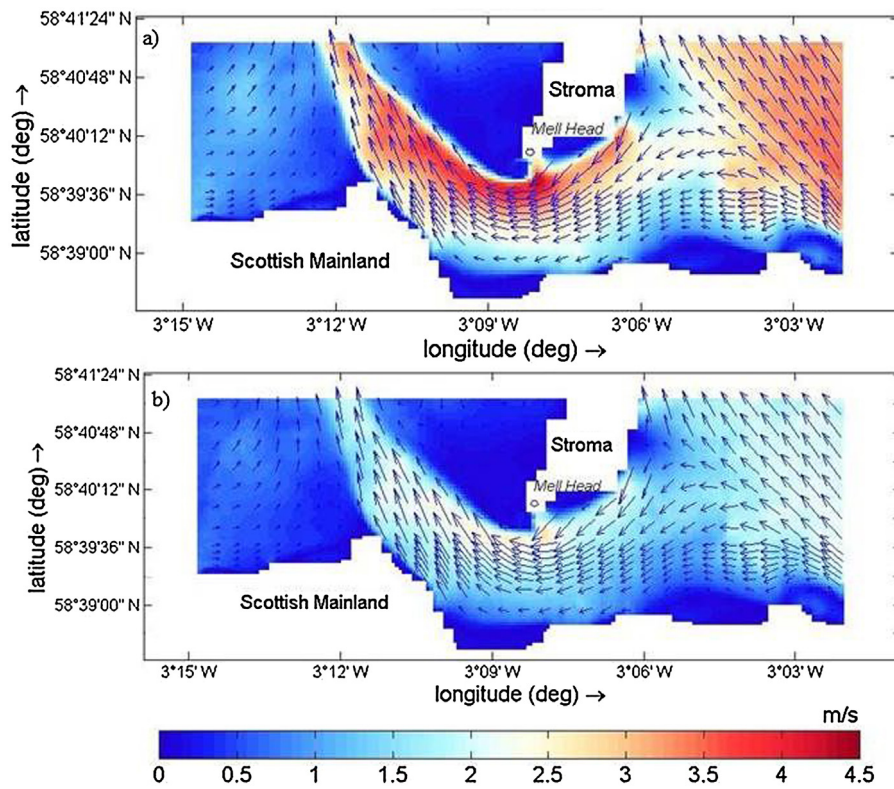 58°41'24" N
a)
58°40'48" N
58°40'12" N
58°39'36" N
58°39'00" N
latitude (deg) →
Stroma
Mell Head
Scottish Mainland
3°15'W
3°12'W
3°09'W
3°06'W
3°03'W
longitude (deg) →
58°41'24" N
b)
58°40'48" N
58°40'12" N
58°39'36" N
58°39'00" N
latitude (deg) →
Stroma
Mell Head
Scottish Mainland
3°15'W
3°12'W
3°09'W
3°06'W
3°03'W
longitude (deg) →
m/s
0 0.5 1 1.5 2 2.5 3 3.5 4 4.5